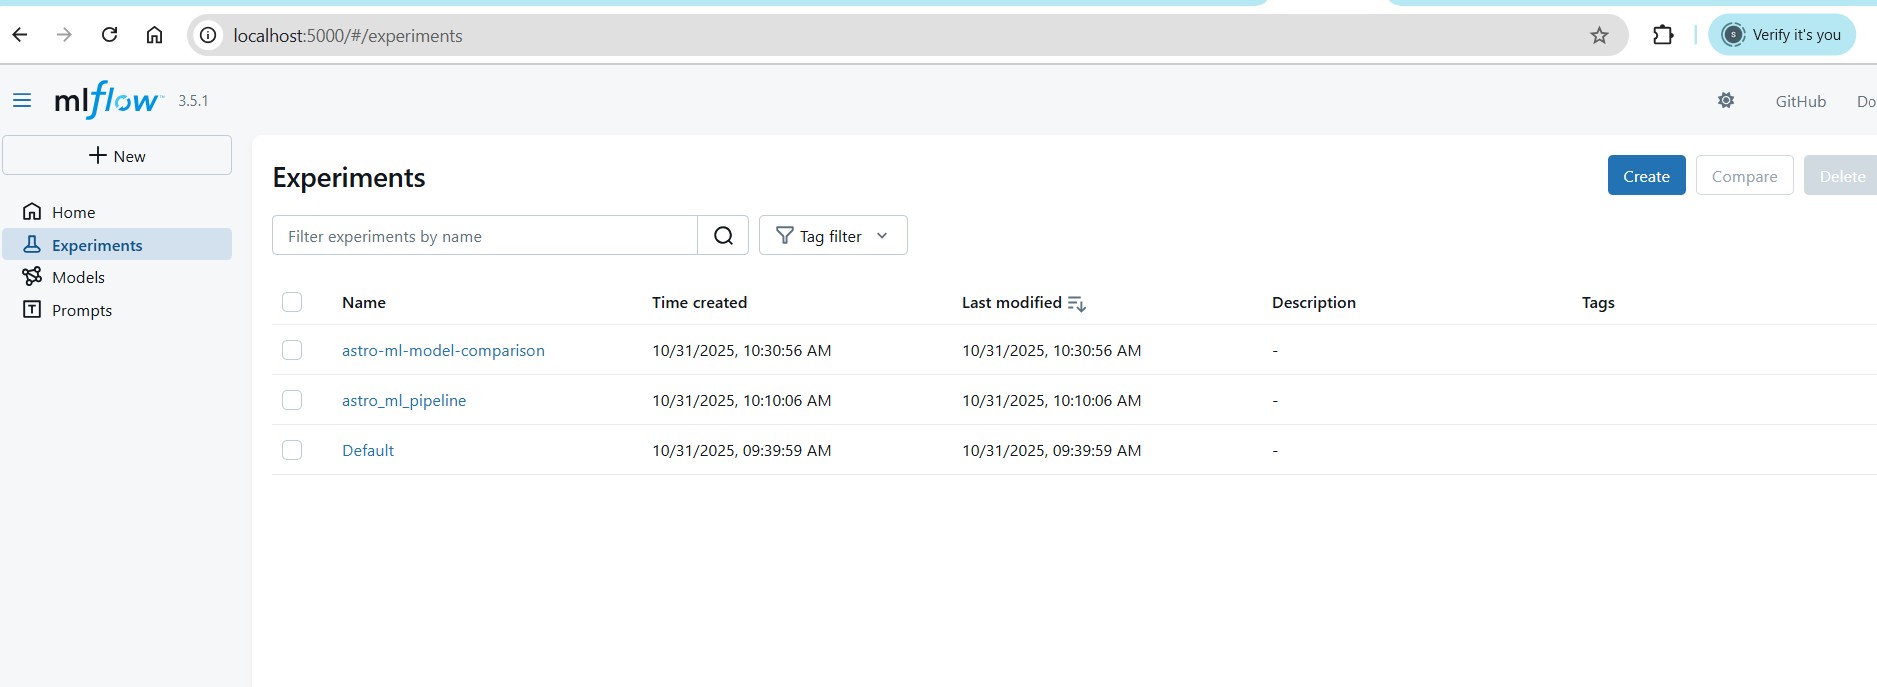 localhost:5000/#/experiments
s Verify it's you
mlflow™ 3.5.1
GitHub
Do
New
Home
Experiments
Models
Prompts
Experiments
Create Compare Delete
Filter experiments by name
Tag filter
Name Time created Last modified Description Tags
astro-ml-model-comparison 10/31/2025, 10:30:56 AM 10/31/2025, 10:30:56 AM -
astro_ml_pipeline 10/31/2025, 10:10:06 AM 10/31/2025, 10:10:06 AM -
Default 10/31/2025, 09:39:59 AM 10/31/2025, 09:39:59 AM -